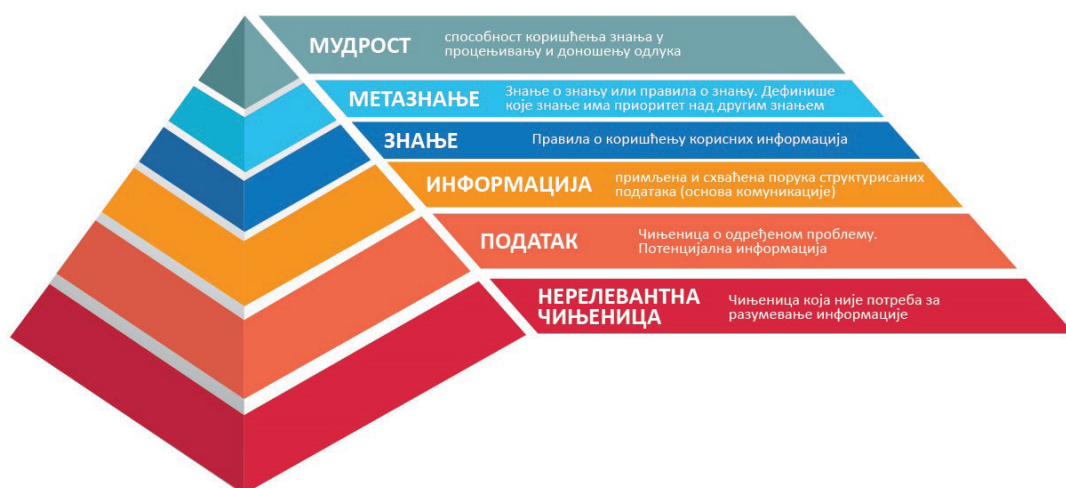 МУДРОСТ
способност коришћења знања у
процењивању и доношењу одлука
МЕТАЗНАЊЕ
Знање о знању или правила о знању. Дефинише
које знање има приоритет над другим знањем
ЗНАЊЕ
Правила о коришћењу корисних информација
ИНФОРМАЦИЈА
примљена и схваћена порука структурисаних
података (основа комуникације)
ПОДАТАК
Чињеница о одређеном проблему.
Потенцијална информација
НЕРЕЛЕВАНТНА
ЧИЊЕНИЦА
Чињеница која није потреба за
разумевање информације